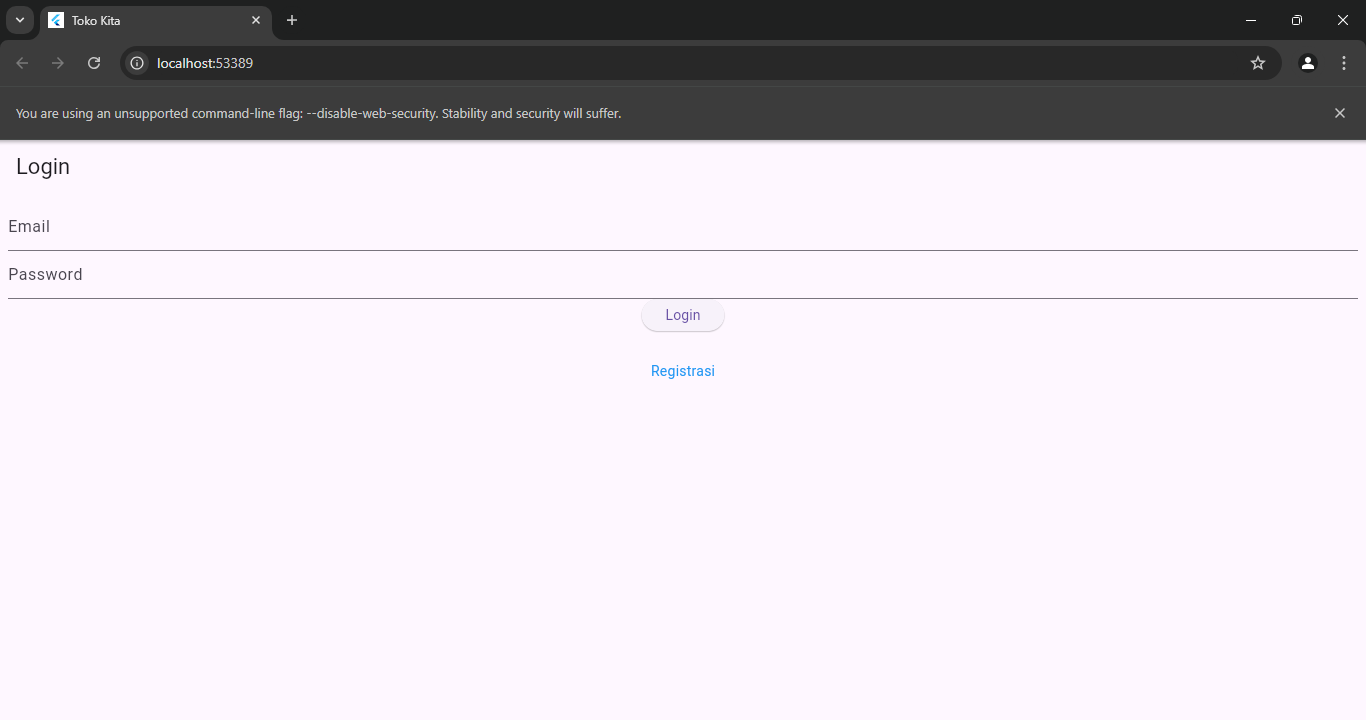 Toko Kita
localhost:53389
You are using an unsupported command-line flag: --disable-web-security. Stability and security will suffer.
Login
Email
Password
Login
Registrasi